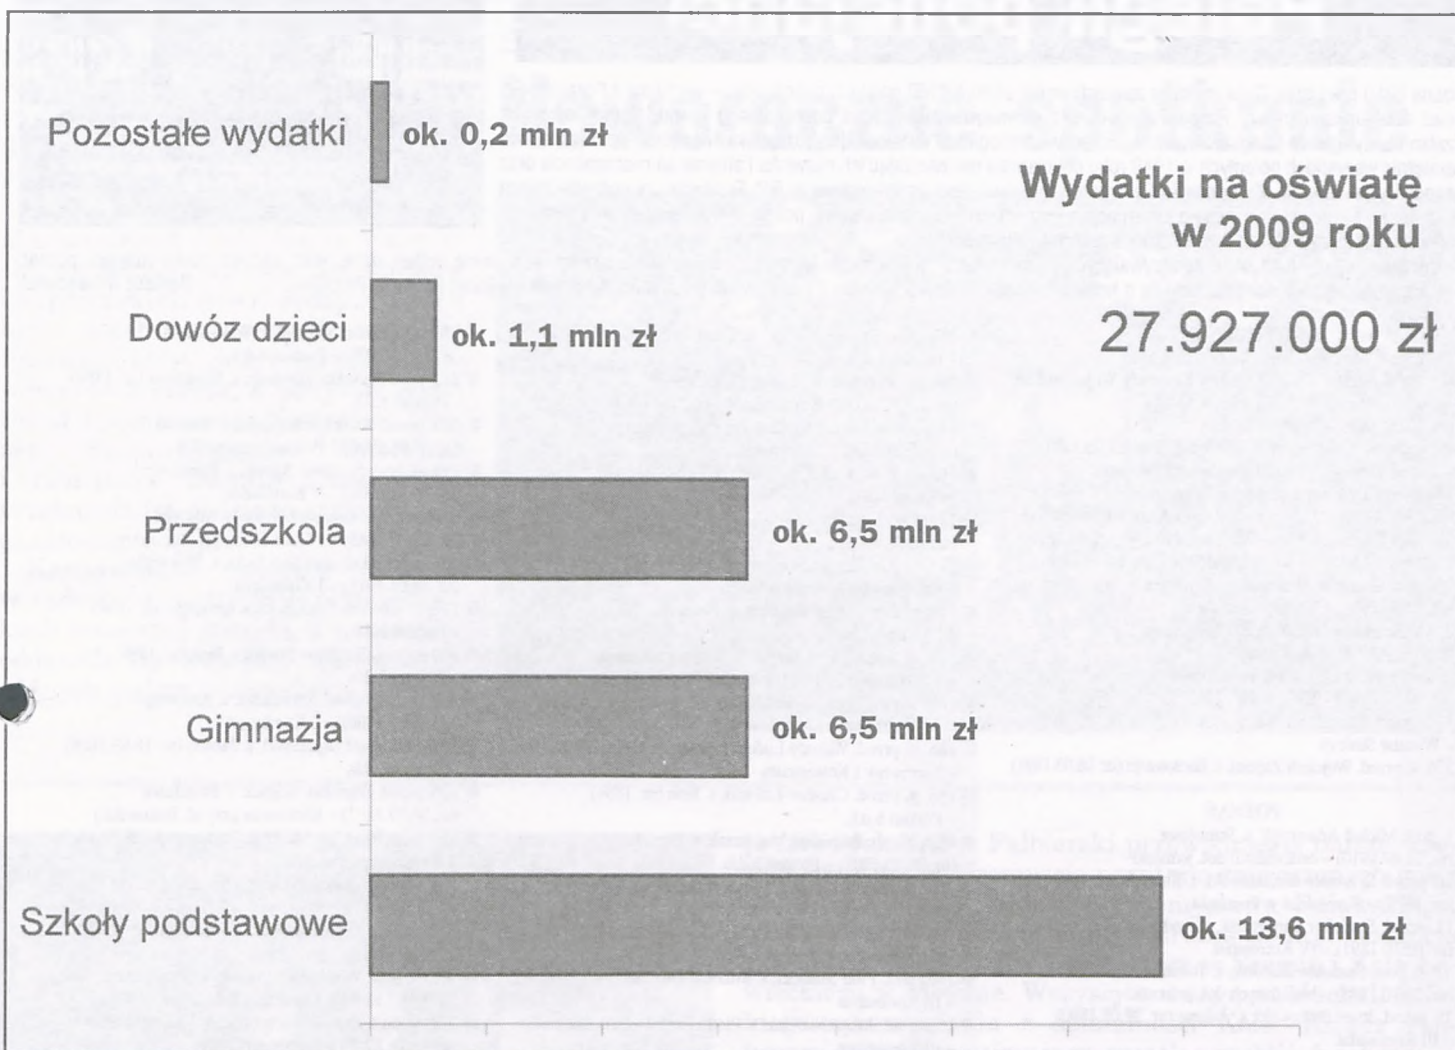 Pozostałe wydatki
ok. 0,2 mln zł
Wydatki na oświatę
w 2009 roku
27.927.000 zł
Dowóz dzieci
ok. 1,1 mln zł
Przedszkola
ok. 6,5 mln zł
Gimnazja
ok. 6,5 mln zł
Szkoły podstawowe
ok. 13,6 mln zł